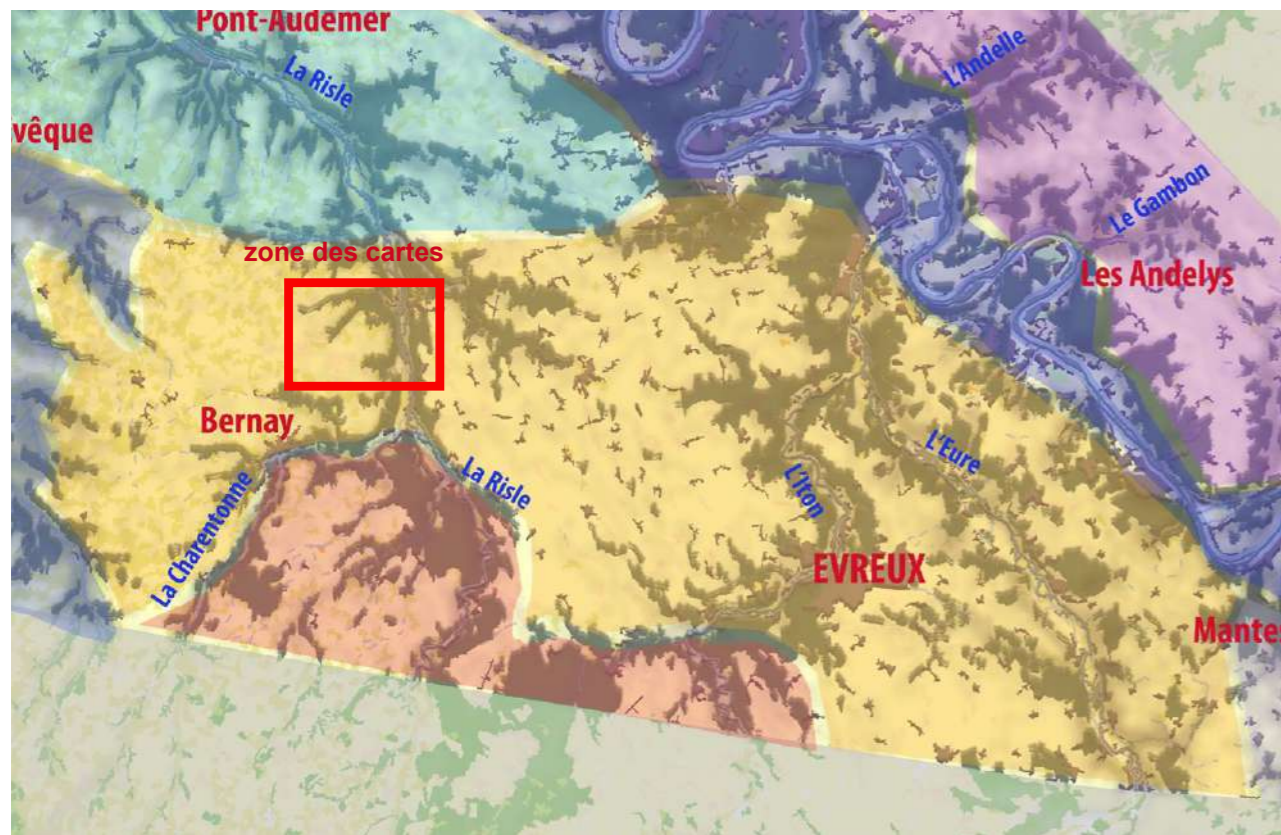 Pont-Audemer
La Risle
L'Andelle
vêque
Le Gambon
zone des cartes
Les Andelys
Bernay
La Risle
L'Iton
L'Eure
La Charentonne
EVREUX
Mantes